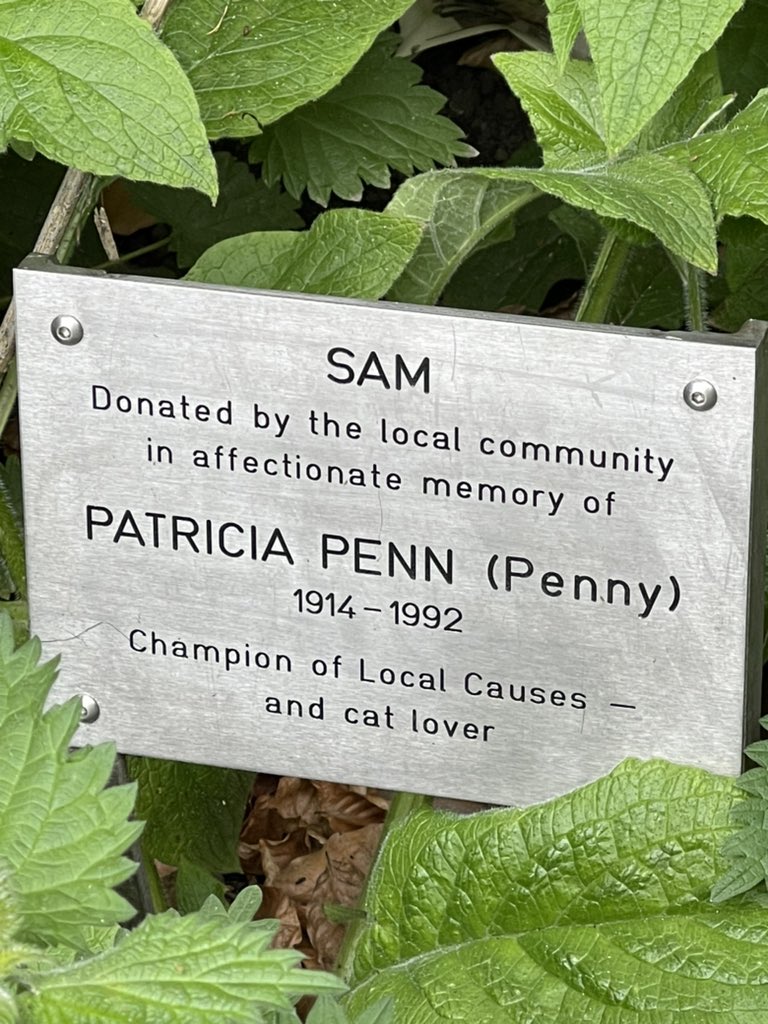 SAM
Donated by the local community
in affectionate memory of
PATRICIA PENN (Penny)
1914 – 1992
Champion of Local Causes —
and cat lover